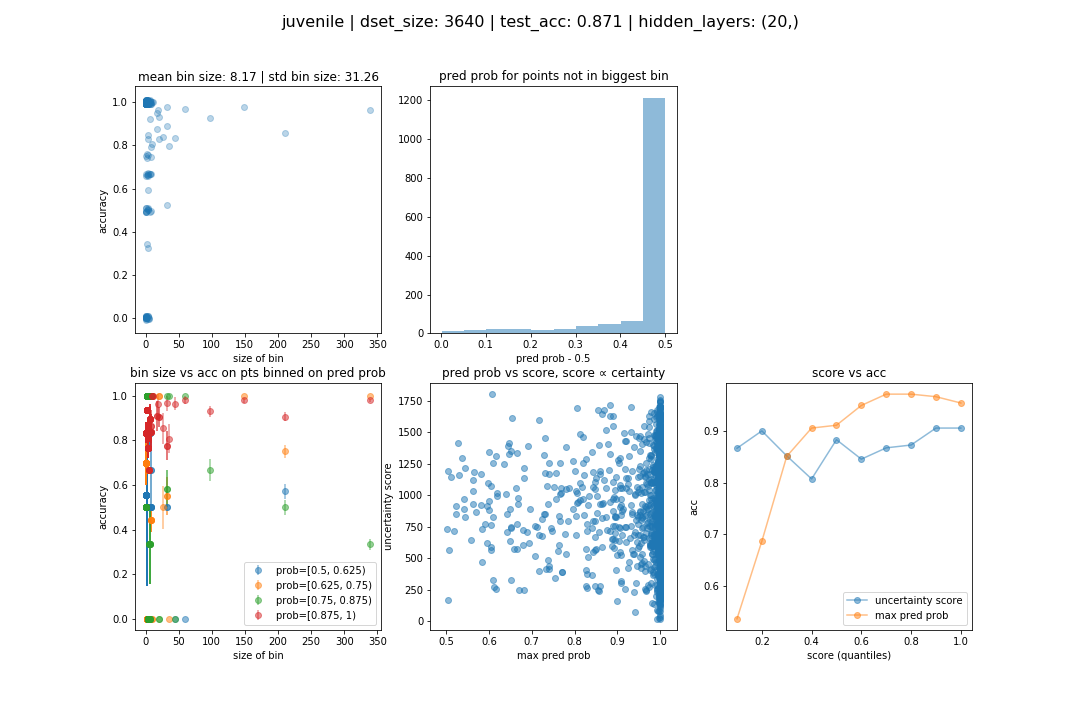 juvenile | dset_size: 3640 | test_acc: 0.871 | hidden_layers: (20,)
mean bin size: 8.17 | std bin size: 31.26
1.0
0.8
0.6
0.4
0.2
0.0
accuracy
0 50 100 150 200 250 300 350
size of bin
pred prob for points not in biggest bin
1200
1000
800
600
400
200
0
0.0 0.1 0.2 0.3 0.4 0.5
pred prob - 0.5
bin size vs acc on pts binned on pred prob
1.0
0.8
0.6
0.4
0.2
0.0
accuracy
prob=[0.5, 0.625)
prob=[0.625, 0.75)
prob=[0.75, 0.875)
prob=[0.875, 1)
0 50 100 150 200 250 300 350
size of bin
pred prob vs score, score ∝ certainty
1750
1500
1250
1000
750
500
250
0
uncertainty score
0.5 0.6 0.7 0.8 0.9 1.0
max pred prob
score vs acc
0.9
0.8
0.7
0.6
acc
uncertainty score
max pred prob
0.2 0.4 0.6 0.8 1.0
score (quantiles)